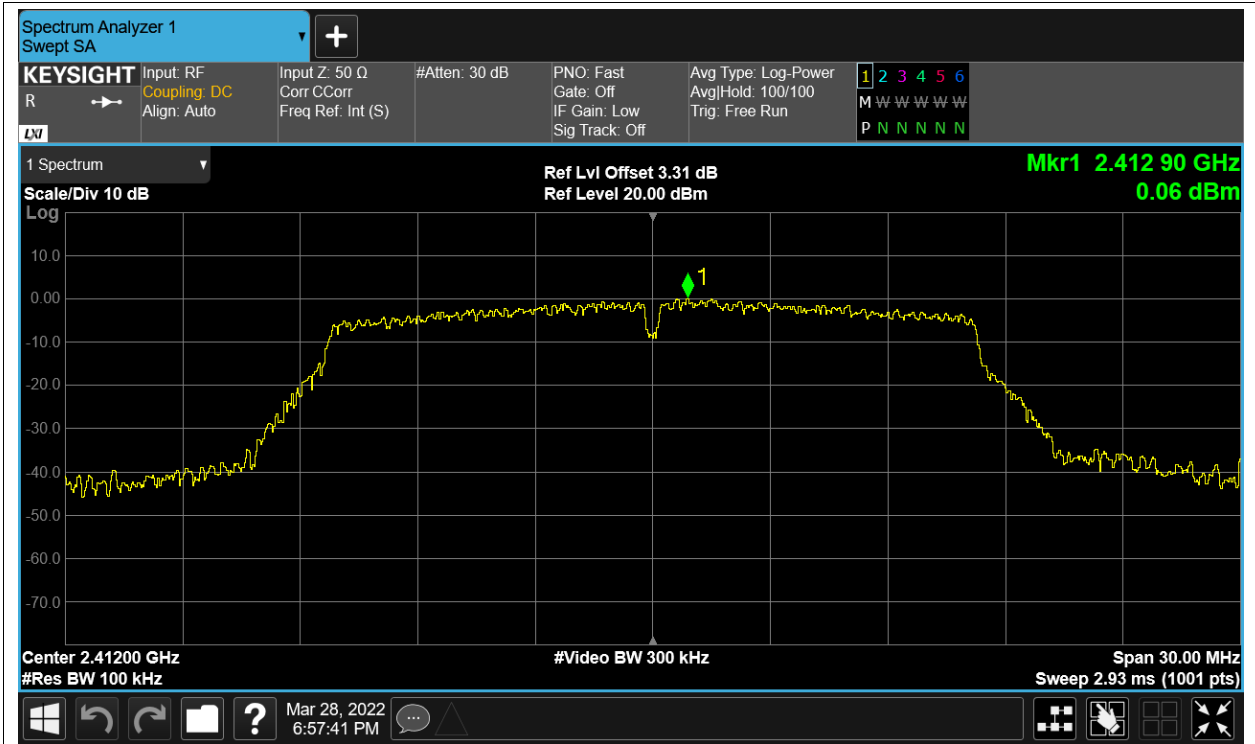 Spectrum Analyzer 1
Swept SA
KEYSIGHT
R
LXI
Input: RF
Coupling: DC
Align: Auto
Input Z: 50 Ω
Corr CCorr
Freq Ref: Int (S)
#Atten: 30 dB
PNO: Fast
Gate: Off
IF Gain: Low
Sig Track: Off
Avg Type: Log-Power
Avg|Hold: 100/100
Trig: Free Run
1 2 3 4 5 6
M W W W W W
P N N N N N
1 Spectrum
Scale/Div 10 dB
Log
Ref Lvl Offset 3.31 dB
Ref Level 20.00 dBm
Mkr1 2.412 90 GHz
0.06 dBm
1
10.0
0.00
-10.0
-20.0
-30.0
-40.0
-50.0
-60.0
-70.0
Center 2.41200 GHz
#Res BW 100 kHz
#Video BW 300 kHz
Span 30.00 MHz
Sweep 2.93 ms (1001 pts)
?
Mar 28, 2022
6:57:41 PM